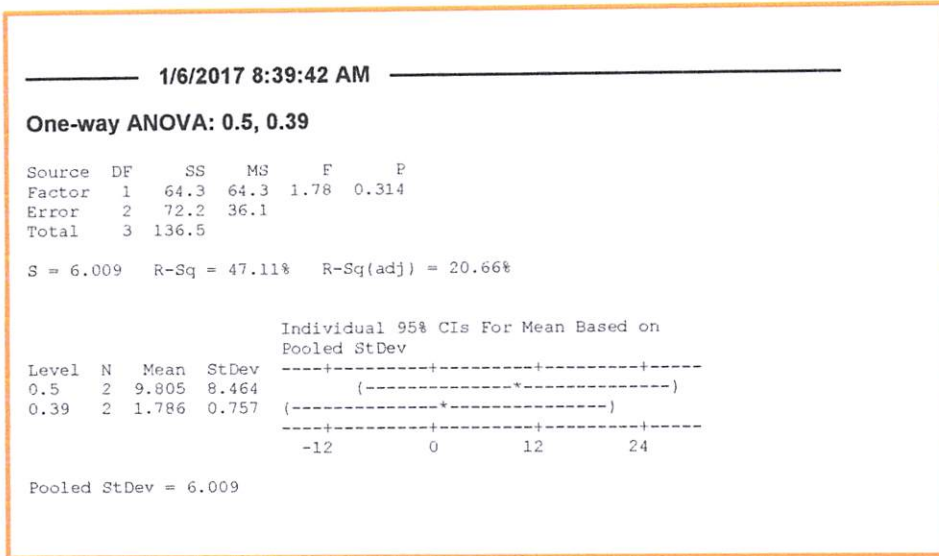 1/6/2017 8:39:42 AM
One-way ANOVA: 0.5, 0.39
Source DF SS MS F P
Factor 1 64.3 64.3 1.78 0.314
Error 2 72.2 36.1
Total 3 136.5
S = 6.009 R-Sq = 47.11% R-Sq(adj) = 20.66%
Individual 95% CIs For Mean Based on
Pooled StDev
Level N Mean StDev ----+---------+---------+---------+-----
0.5 2 9.805 8.464 (--------------*--------------)
0.39 2 1.786 0.757 (--------------*---------------)
----+---------+---------+---------+-----
-12 0 12 24
Pooled StDev = 6.009